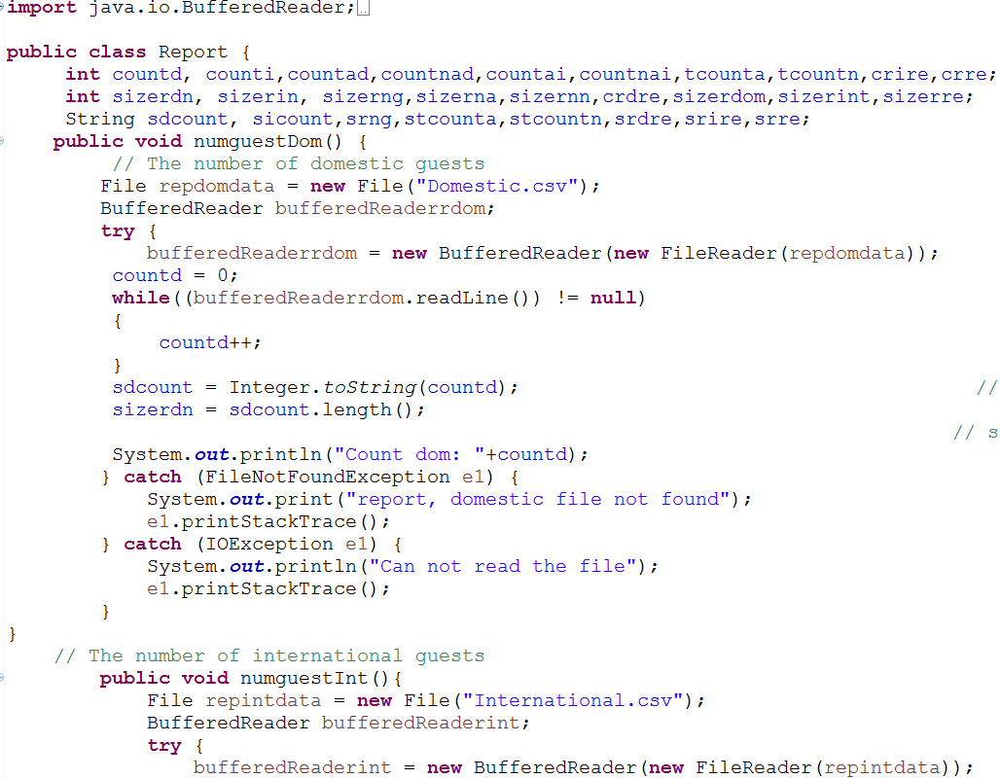 import java.io.BufferedReader;
public class Report {
int countd, counti,countad,countnad,countai,countnai,tcounta,tcountn,crire,crre;
int sizerdn, sizerin, sizerng,sizerna,sizernn,crdre,sizerdom,sizerint,sizerre;
String sdcount, sicount,srng,stcounta,stcountn,srdre,srire,srre;
public void numguestDom() {
// The number of domestic guests
File repdomdata = new File("Domestic.csv");
BufferedReader bufferedReaderrdom;
try {
bufferedReaderrdom = new BufferedReader(new FileReader(repdomdata));
countd = 0;
while((bufferedReaderrdom.readLine()) != null)
{
countd++;
}
sdcount = Integer.toString(countd); //
sizerdn = sdcount.length();
// s
System.out.println("Count dom: "+countd);
} catch (FileNotFoundException e1) {
System.out.print("report, domestic file not found");
e1.printStackTrace();
} catch (IOException e1) {
System.out.println("Can not read the file");
e1.printStackTrace();
}
}
// The number of international guests
public void numguestInt(){
File repintdata = new File("International.csv");
BufferedReader bufferedReaderint;
try {
bufferedReaderint = new BufferedReader(new FileReader(repintdata));